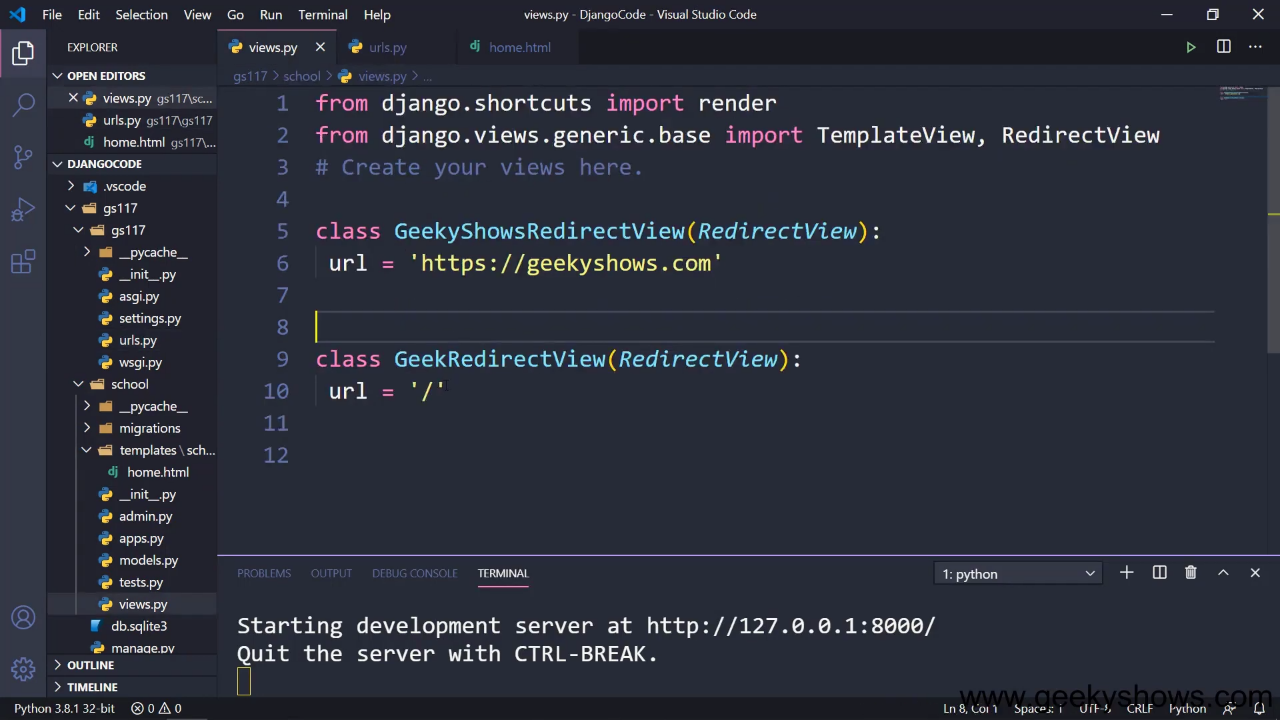 File Edit Selection View Go Run Terminal Help views.py - DjangoCode - Visual Studio Code
EXPLORER
OPEN EDITORS
views.py gs117\sc...
urls.py gs117\gs117
home.html gs117\...
DJANGOCODE
.vscode
gs117
gs117
__pycache__
__init__.py
asgi.py
settings.py
urls.py
wsgi.py
school
__pycache__
migrations
templates \ sch...
home.html
__init__.py
admin.py
apps.py
models.py
tests.py
views.py
db.sqlite3
manage.py
OUTLINE
TIMELINE
views.py urls.py home.html
gs117 > school > views.py > ...
1 from django.shortcuts import render
2 from django.views.generic.base import TemplateView, RedirectView
3 # Create your views here.
4
5 class GeekyShowsRedirectView(RedirectView):
6 url = 'https://geekyshows.com'
7
8
9 class GeekRedirectView(RedirectView):
10 url = '/'
11
12
PROBLEMS OUTPUT DEBUG CONSOLE TERMINAL 1: python
Starting development server at http://127.0.0.1:8000/
Quit the server with CTRL-BREAK.
www.geekyshows.com
Python 3.8.1 32-bit 0 0 Ln 8, Col 1 Spaces: 1 UTF-8 CRLF Python